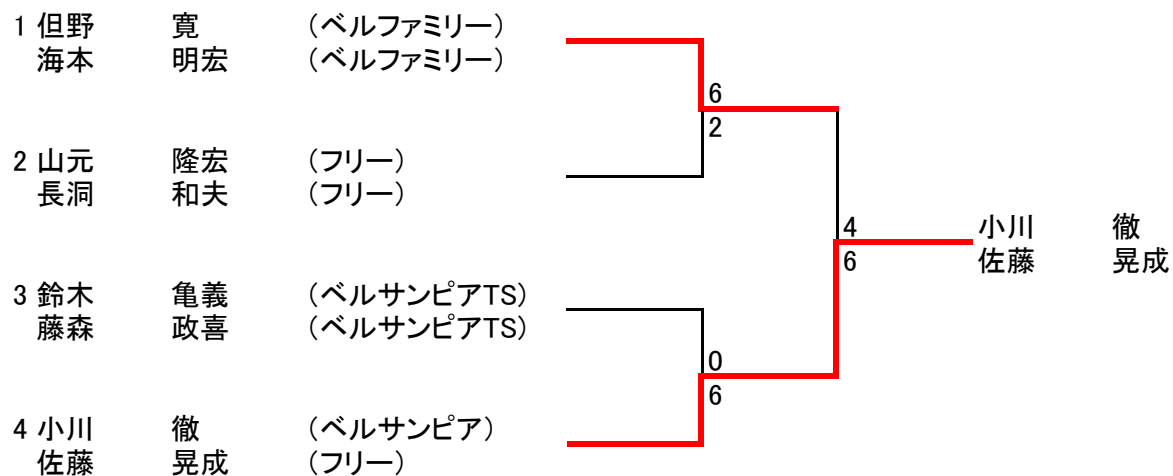 1 但野 寛 (ベルファミリー)
海本 明宏 (ベルファミリー)
6
2
2 山元 隆宏 (フリー)
長洞 和夫 (フリー)
4
6
小川 徹
佐藤 晃成
3 鈴木 亀義 (ベルサンピアTS)
藤森 政喜 (ベルサンピアTS)
0
6
4 小川 徹 (ベルサンピア)
佐藤 晃成 (フリー)